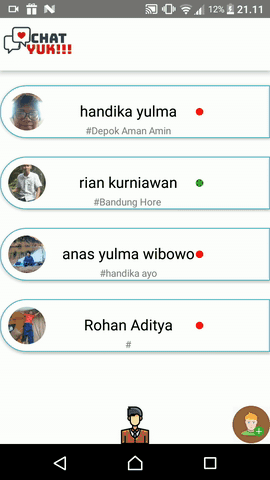 12% 21.11
CHAT
YUK!!!
handika yulma
#Depok Aman Amin
rian kurniawan
#Bandung Hore
anas yulma wibowo
#handika ayo
Rohan Aditya
#